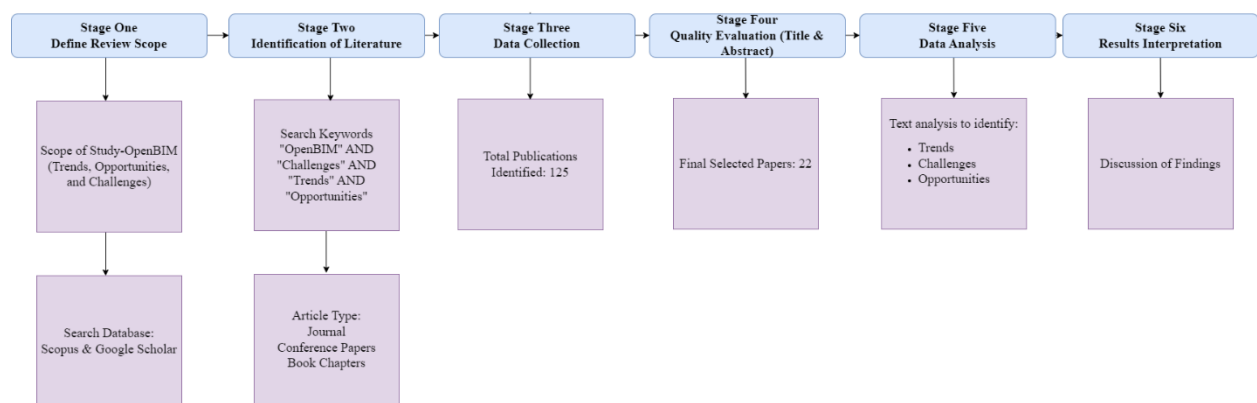 Stage One
Define Review Scope
Stage Two
Identification of Literature
Stage Three
Data Collection
Stage Four
Quality Evaluation (Title &
Abstract)
Stage Five
Data Analysis
Stage Six
Results Interpretation
Scope of Study-OpenBIM
(Trends, Opportunities,
and Challenges)
Search Keywords
"OpenBIM" AND
"Challenges" AND
"Trends" AND
"Opportunities"
Total Publications
Identified: 125
Final Selected Papers: 22
Text analysis to identify:
• Trends
• Challenges
• Opportunities
Discussion of Findings
Search Database:
Scopus & Google Scholar
Article Type:
Journal
Conference Papers
Book Chapters